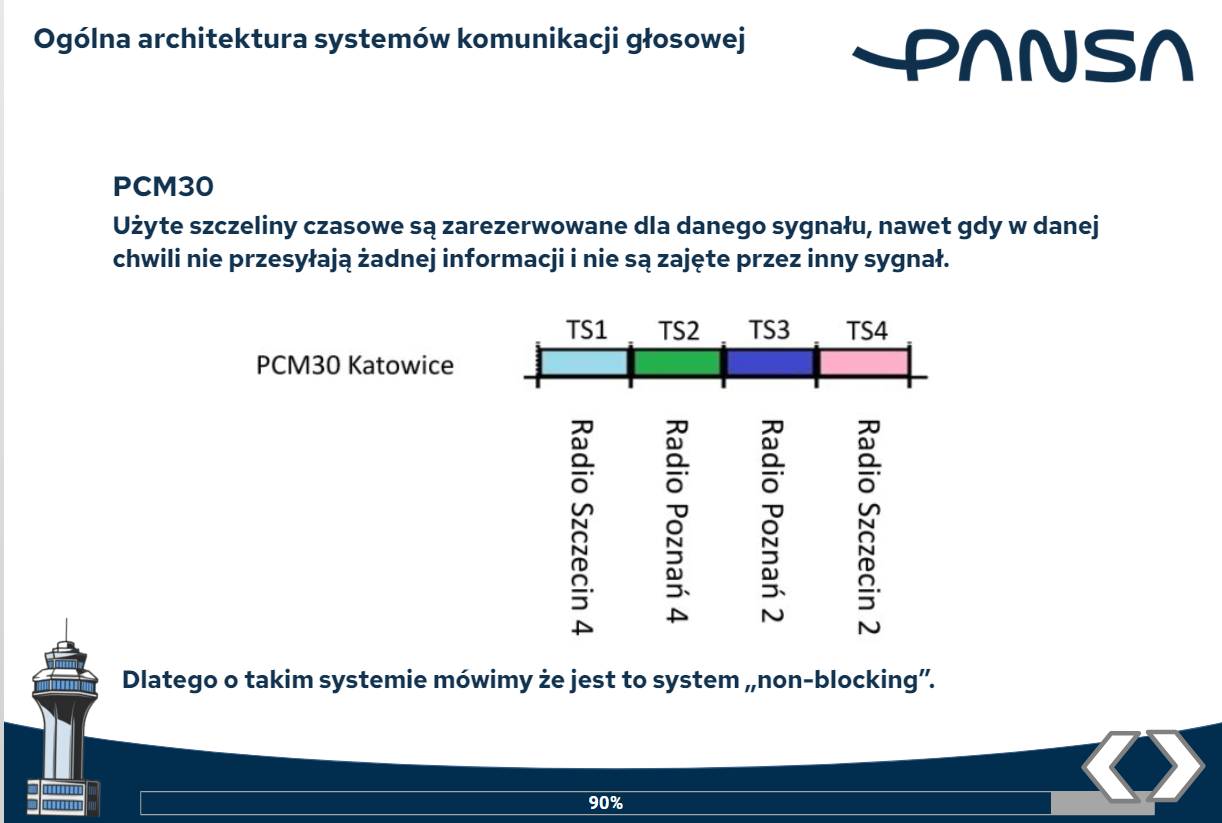 Ogólna architektura systemów komunikacji głosowej
PANSA
PCM30
Użyte szczeliny czasowe są zarezerwowane dla danego sygnału, nawet gdy w danej
chwili nie przesyłają żadnej informacji i nie są zajęte przez inny sygnał.
TS1 TS2 TS3 TS4
PCM30 Katowice
Radio Szczecin 4
Radio Poznań 4
Radio Poznań 2
Radio Szczecin 2
Dlatego o takim systemie mówimy że jest to system „non-blocking”.
90%